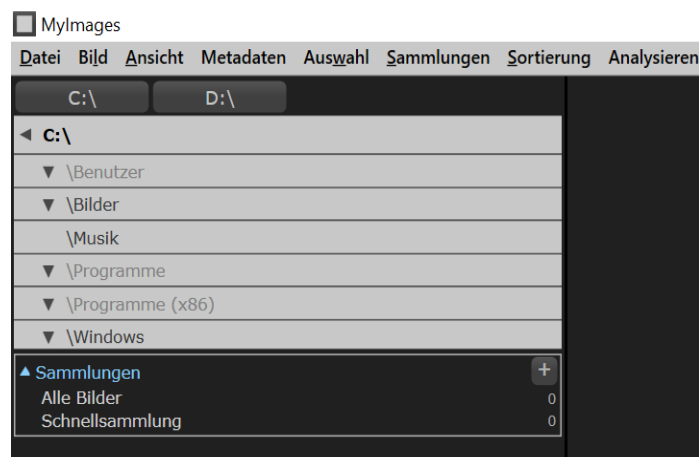 MyImages
Datei Bild Ansicht Metadaten Auswahl Sammlungen Sortierung Analysieren
C:\ D:\
C:\
\Benutzer
\Bilder
\Musik
\Programme
\Programme (x86)
\Windows
Sammlungen +
Alle Bilder 0
Schnellsammlung 0